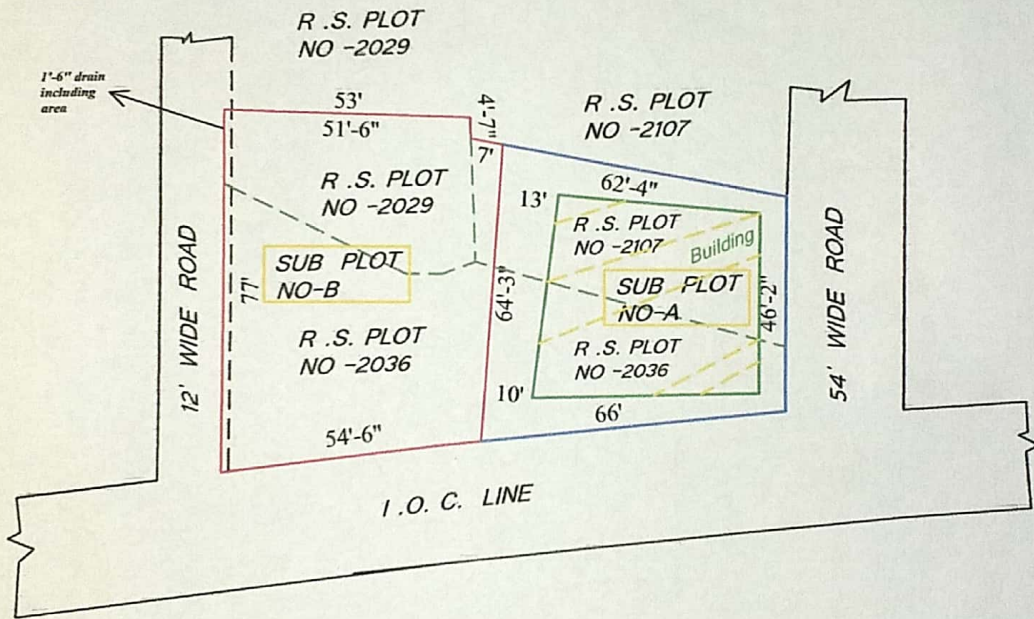 R .S. PLOT
NO -2029
1'-6" drain
including
area
53'
51'-6"
4'-7"
7'
R .S. PLOT
NO -2107
R .S. PLOT
NO -2029
62'-4"
13'
R .S. PLOT
NO -2107
Building
12' WIDE ROAD
77'
SUB PLOT
NO-B
64'-3"
SUB PLOT
NO-A
46'-2"
54' WIDE ROAD
R .S. PLOT
NO -2036
R .S. PLOT
NO -2036
10'
66'
54'-6"
I .O. C. LINE